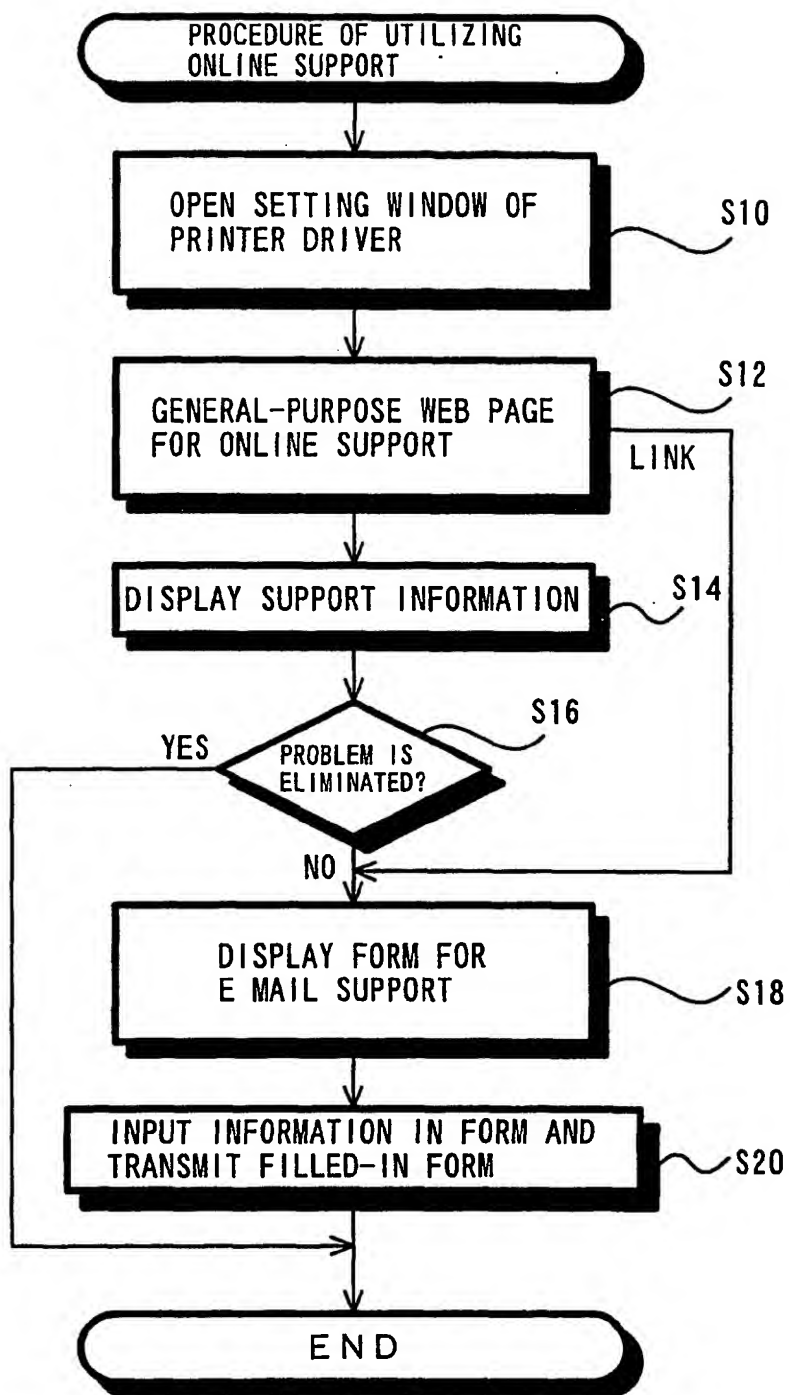 PROCEDURE OF UTILIZING
ONLINE SUPPORT
OPEN SETTING WINDOW OF
PRINTER DRIVER
S10
GENERAL-PURPOSE WEB PAGE
FOR ONLINE SUPPORT
S12
LINK
DISPLAY SUPPORT INFORMATION
S14
PROBLEM IS
ELIMINATED?
S16
YES
NO
DISPLAY FORM FOR
E MAIL SUPPORT
S18
INPUT INFORMATION IN FORM AND
TRANSMIT FILLED-IN FORM
S20
END